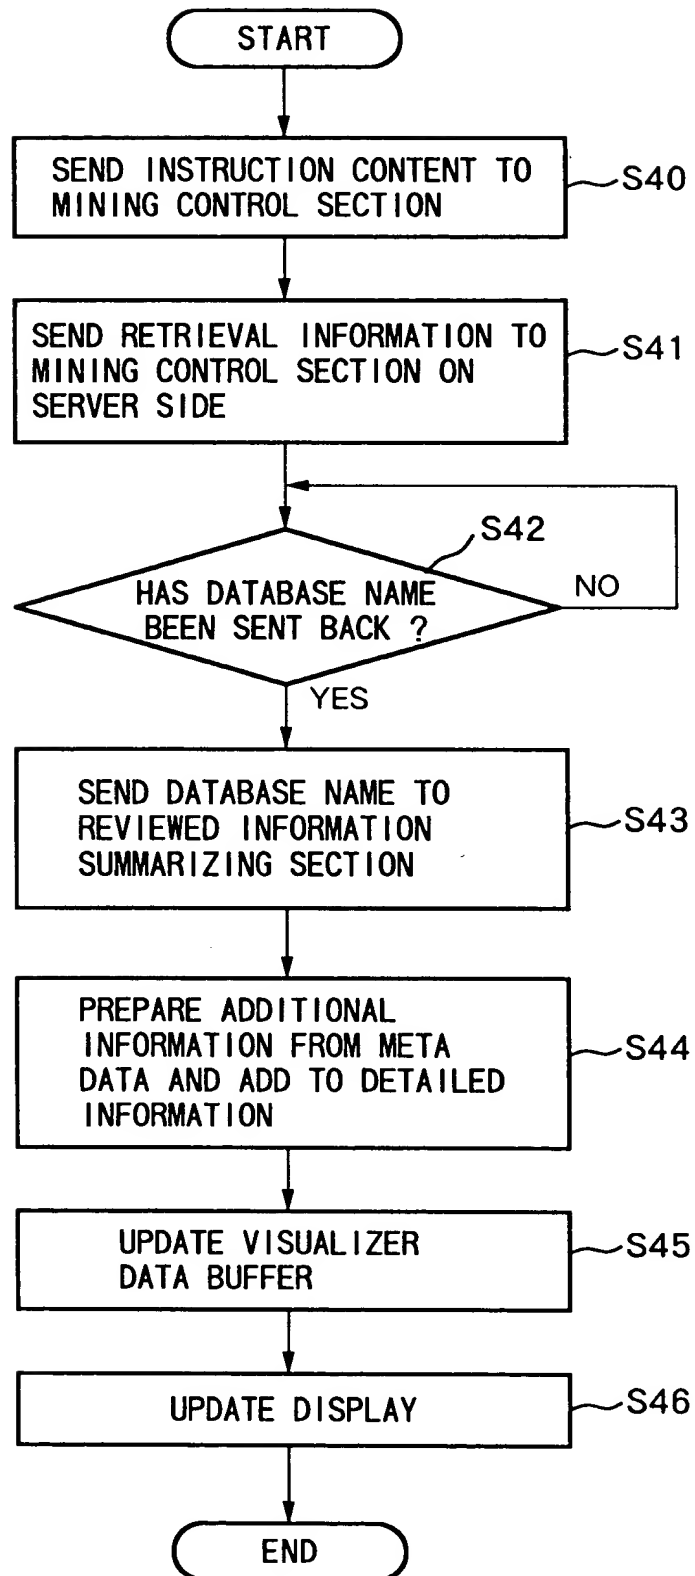 START
SEND INSTRUCTION CONTENT TO
MINING CONTROL SECTION
S40
SEND RETRIEVAL INFORMATION TO
MINING CONTROL SECTION ON
SERVER SIDE
S41
S42
HAS DATABASE NAME
BEEN SENT BACK ?
NO
YES
SEND DATABASE NAME TO
REVIEWED INFORMATION
SUMMARIZING SECTION
S43
PREPARE ADDITIONAL
INFORMATION FROM META
DATA AND ADD TO DETAILED
INFORMATION
S44
UPDATE VISUALIZER
DATA BUFFER
S45
UPDATE DISPLAY
S46
END